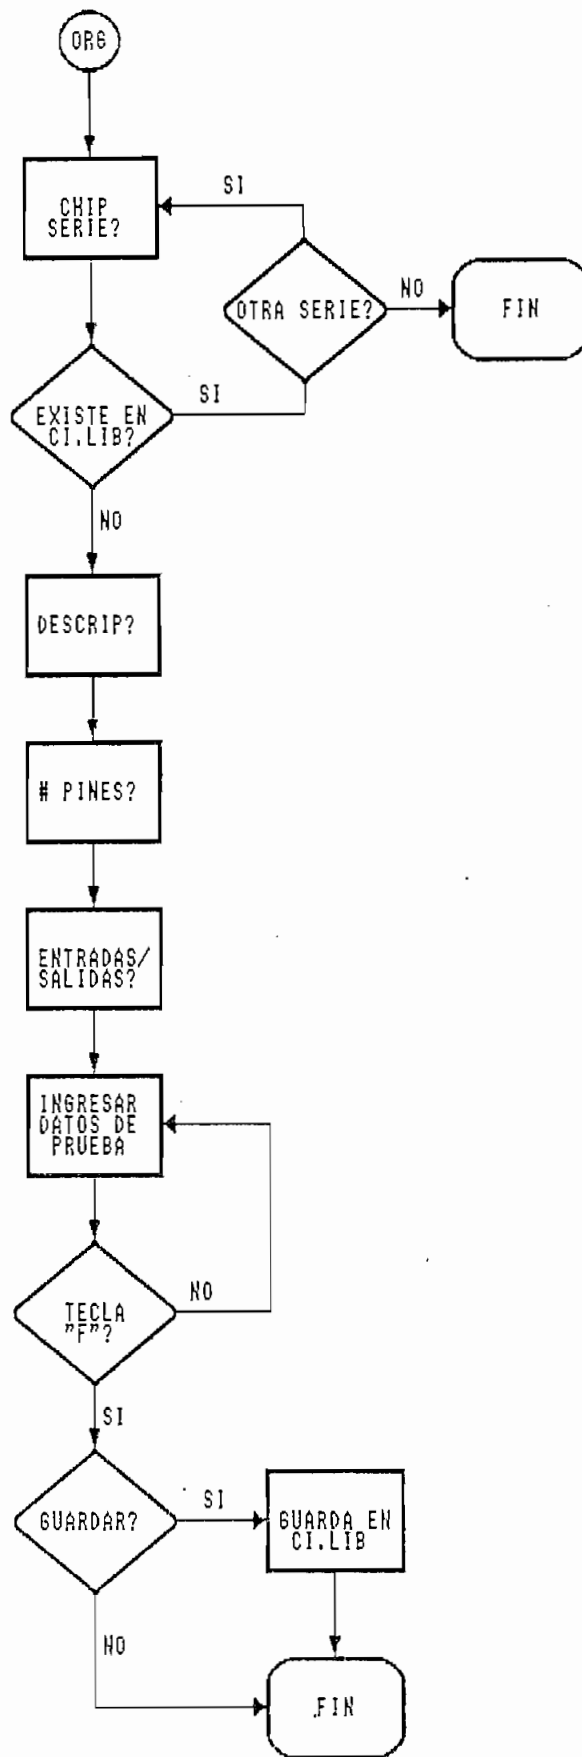 ORG
CHIP
SERIE?
SI
OTRA SERIE?
NO
FIN
EXISTE EN
CI.LIB?
SI
NO
DESCRIP?
# PINES?
ENTRADAS/
SALIDAS?
INGRESAR
DATOS DE
PRUEBA
TECLA
"F"?
NO
SI
GUARDAR?
SI
GUARDA EN
CI.LIB
NO
FIN